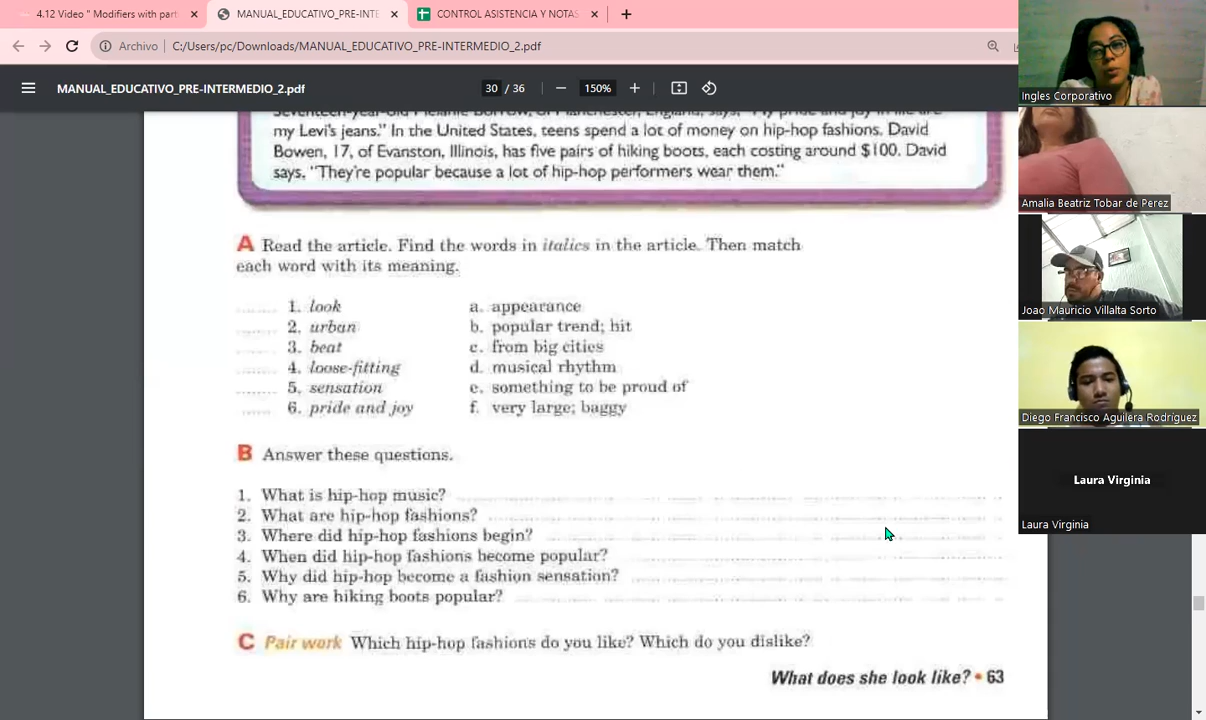 4.12 Video " Modifiers with part
MANUAL_EDUCATIVO_PRE-INTE
CONTROL ASISTENCIA Y NOTAS
Archivo
C:/Users/pc/Downloads/MANUAL_EDUCATIVO_PRE-INTERMEDIO_2.pdf
MANUAL_EDUCATIVO_PRE-INTERMEDIO_2.pdf
30 / 36
150%
my Levi's jeans." In the United States, teens spend a lot of money on hip-hop fashions. David
Bowen, 17, of Evanston, Illinois, has five pairs of hiking boots, each costing around $100. David
says, "They're popular because a lot of hip-hop performers wear them."
A Read the article. Find the words in italics in the article. Then match
each word with its meaning.
1. look a. appearance
2. urban b. popular trend; hit
3. beat c. from big cities
4. loose-fitting d. musical rhythm
5. sensation e. something to be proud of
6. pride and joy f. very large; baggy
B Answer these questions.
1. What is hip-hop music?
2. What are hip-hop fashions?
3. Where did hip-hop fashions begin?
4. When did hip-hop fashions become popular?
5. Why did hip-hop become a fashion sensation?
6. Why are hiking boots popular?
C Pair work Which hip-hop fashions do you like? Which do you dislike?
What does she look like? • 63
Ingles Corporativo
Amalia Beatriz Tobar de Perez
Joao Mauricio Villalta Sorto
Diego Francisco Aguilera Rodríguez
Laura Virginia
Laura Virginia